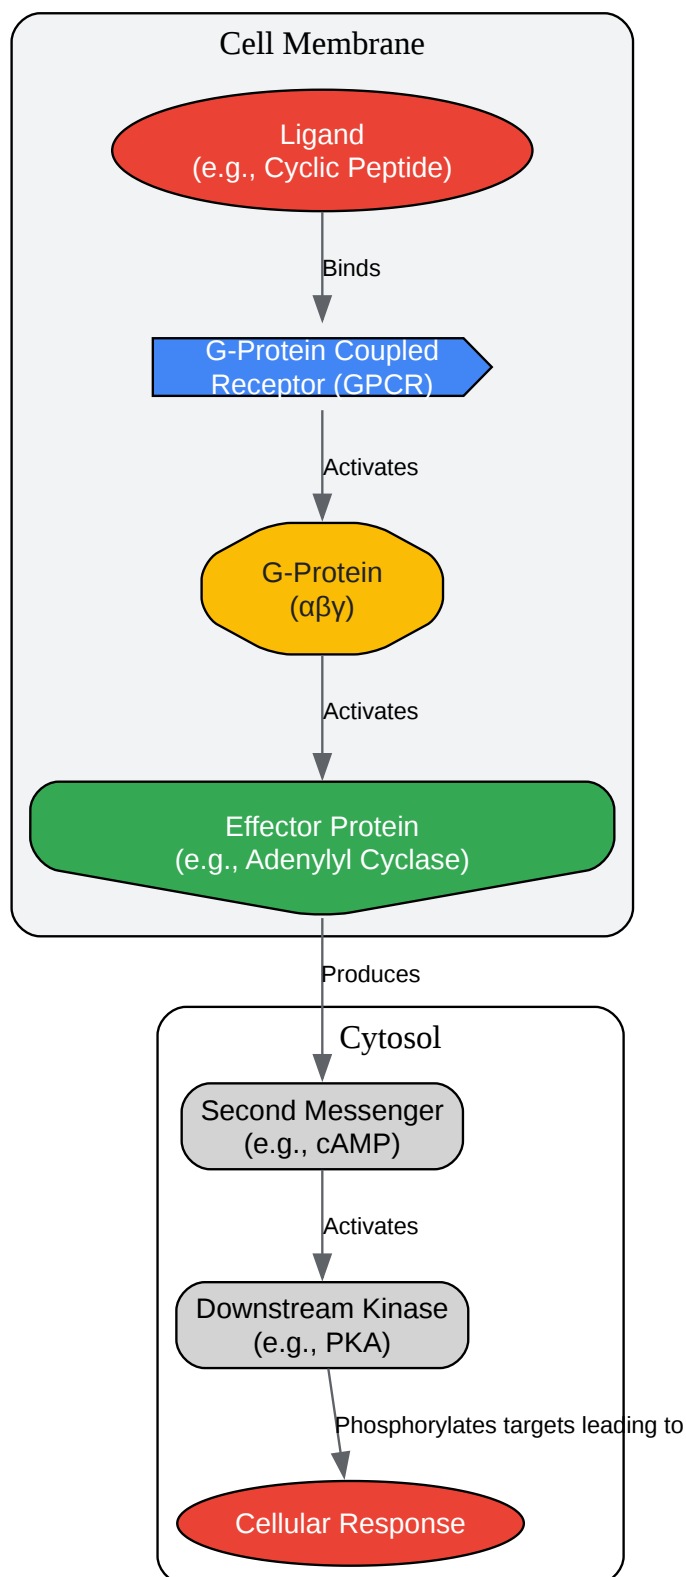 Cell Membrane
Ligand
(e.g., Cyclic Peptide)
Binds
G-Protein Coupled
Receptor (GPCR)
Activates
G-Protein
(αβγ)
Activates
Effector Protein
(e.g., Adenylyl Cyclase)
Produces
Cytosol
Second Messenger
(e.g., cAMP)
Activates
Downstream Kinase
(e.g., PKA)
Phosphorylates targets leading to
Cellular Response